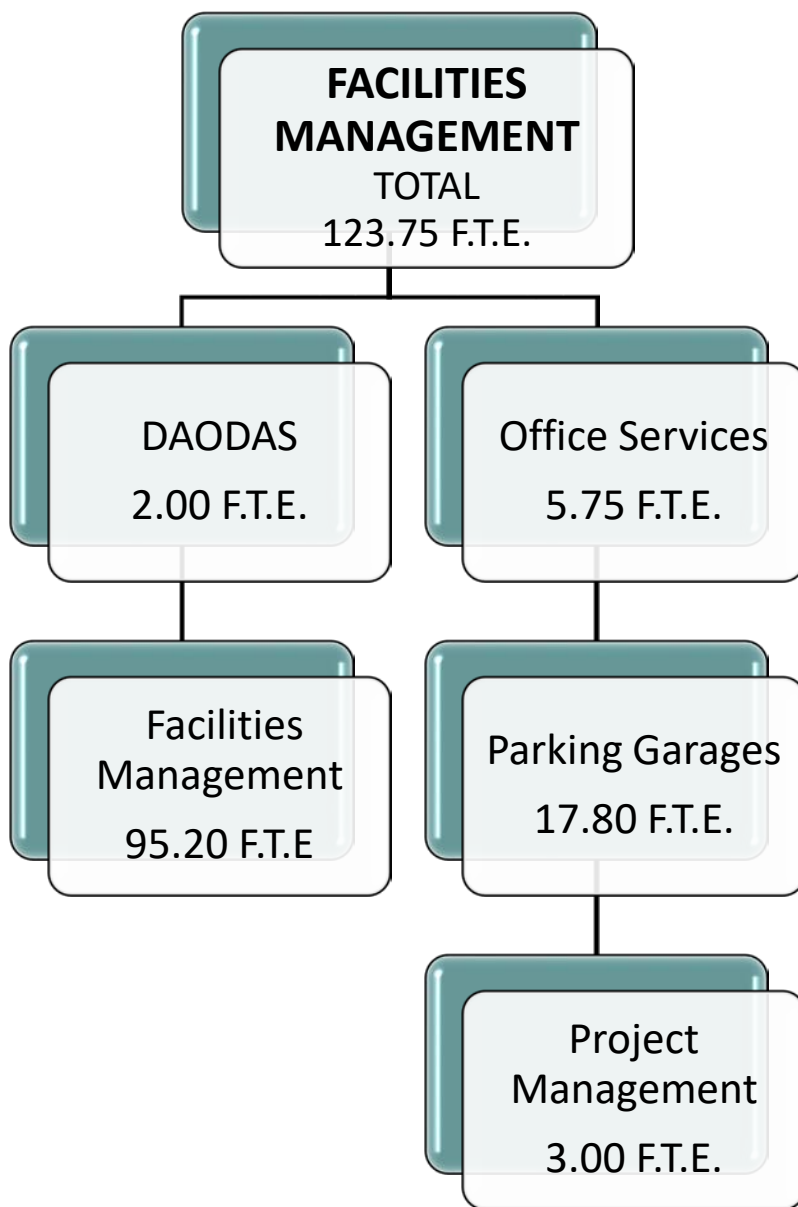 FACILITIES
MANAGEMENT
TOTAL
123.75 F.T.E.
DAODAS
2.00 F.T.E.
Office Services
5.75 F.T.E.
Facilities
Management
95.20 F.T.E
Parking Garages
17.80 F.T.E.
Project
Management
3.00 F.T.E.